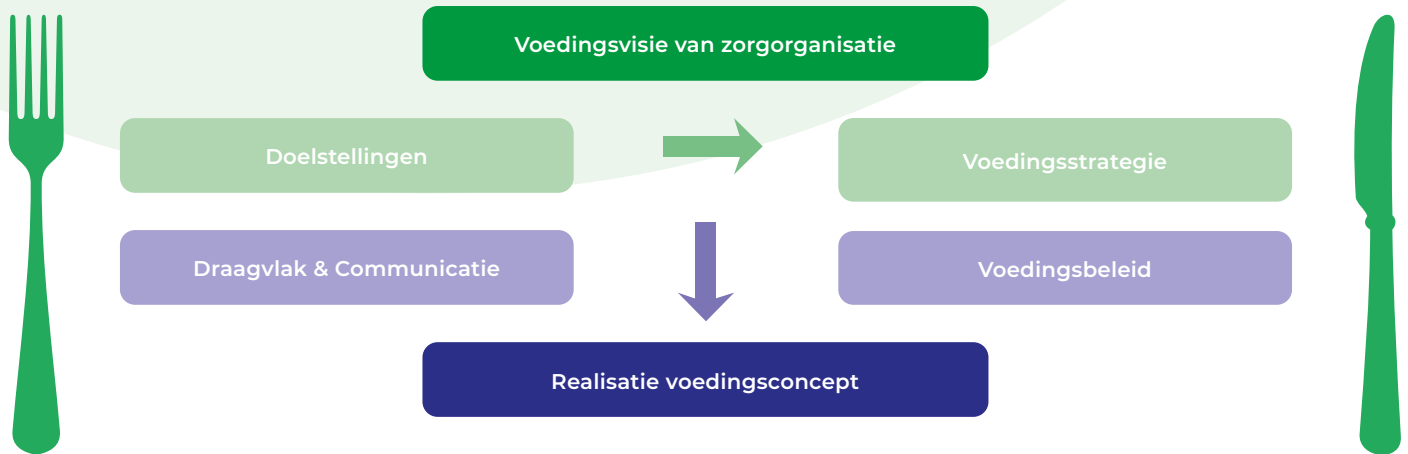 Voedingsvisie van zorgorganisatie
Doelstellingen
Voedingsstrategie
Draagvlak & Communicatie
Voedingsbeleid
Realisatie voedingsconcept